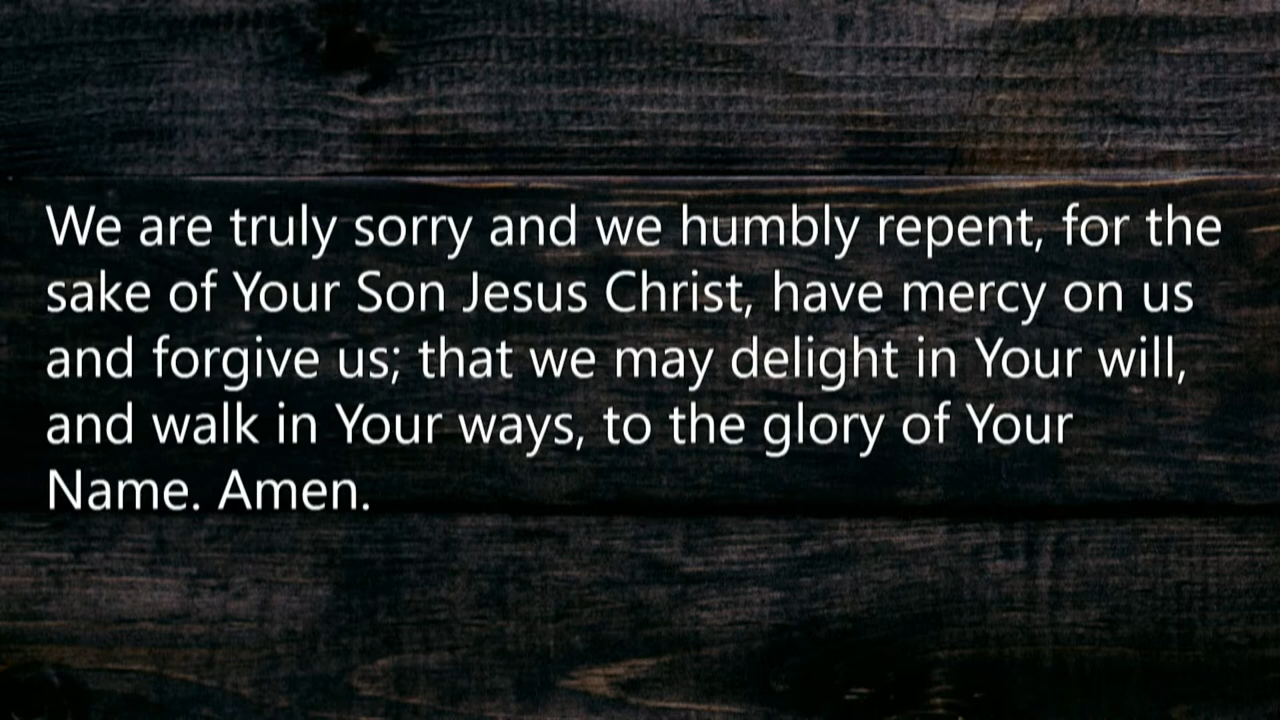 We are truly sorry and we humbly repent, for the
sake of Your Son Jesus Christ, have mercy on us
and forgive us; that we may delight in Your will,
and walk in Your ways, to the glory of Your
Name. Amen.